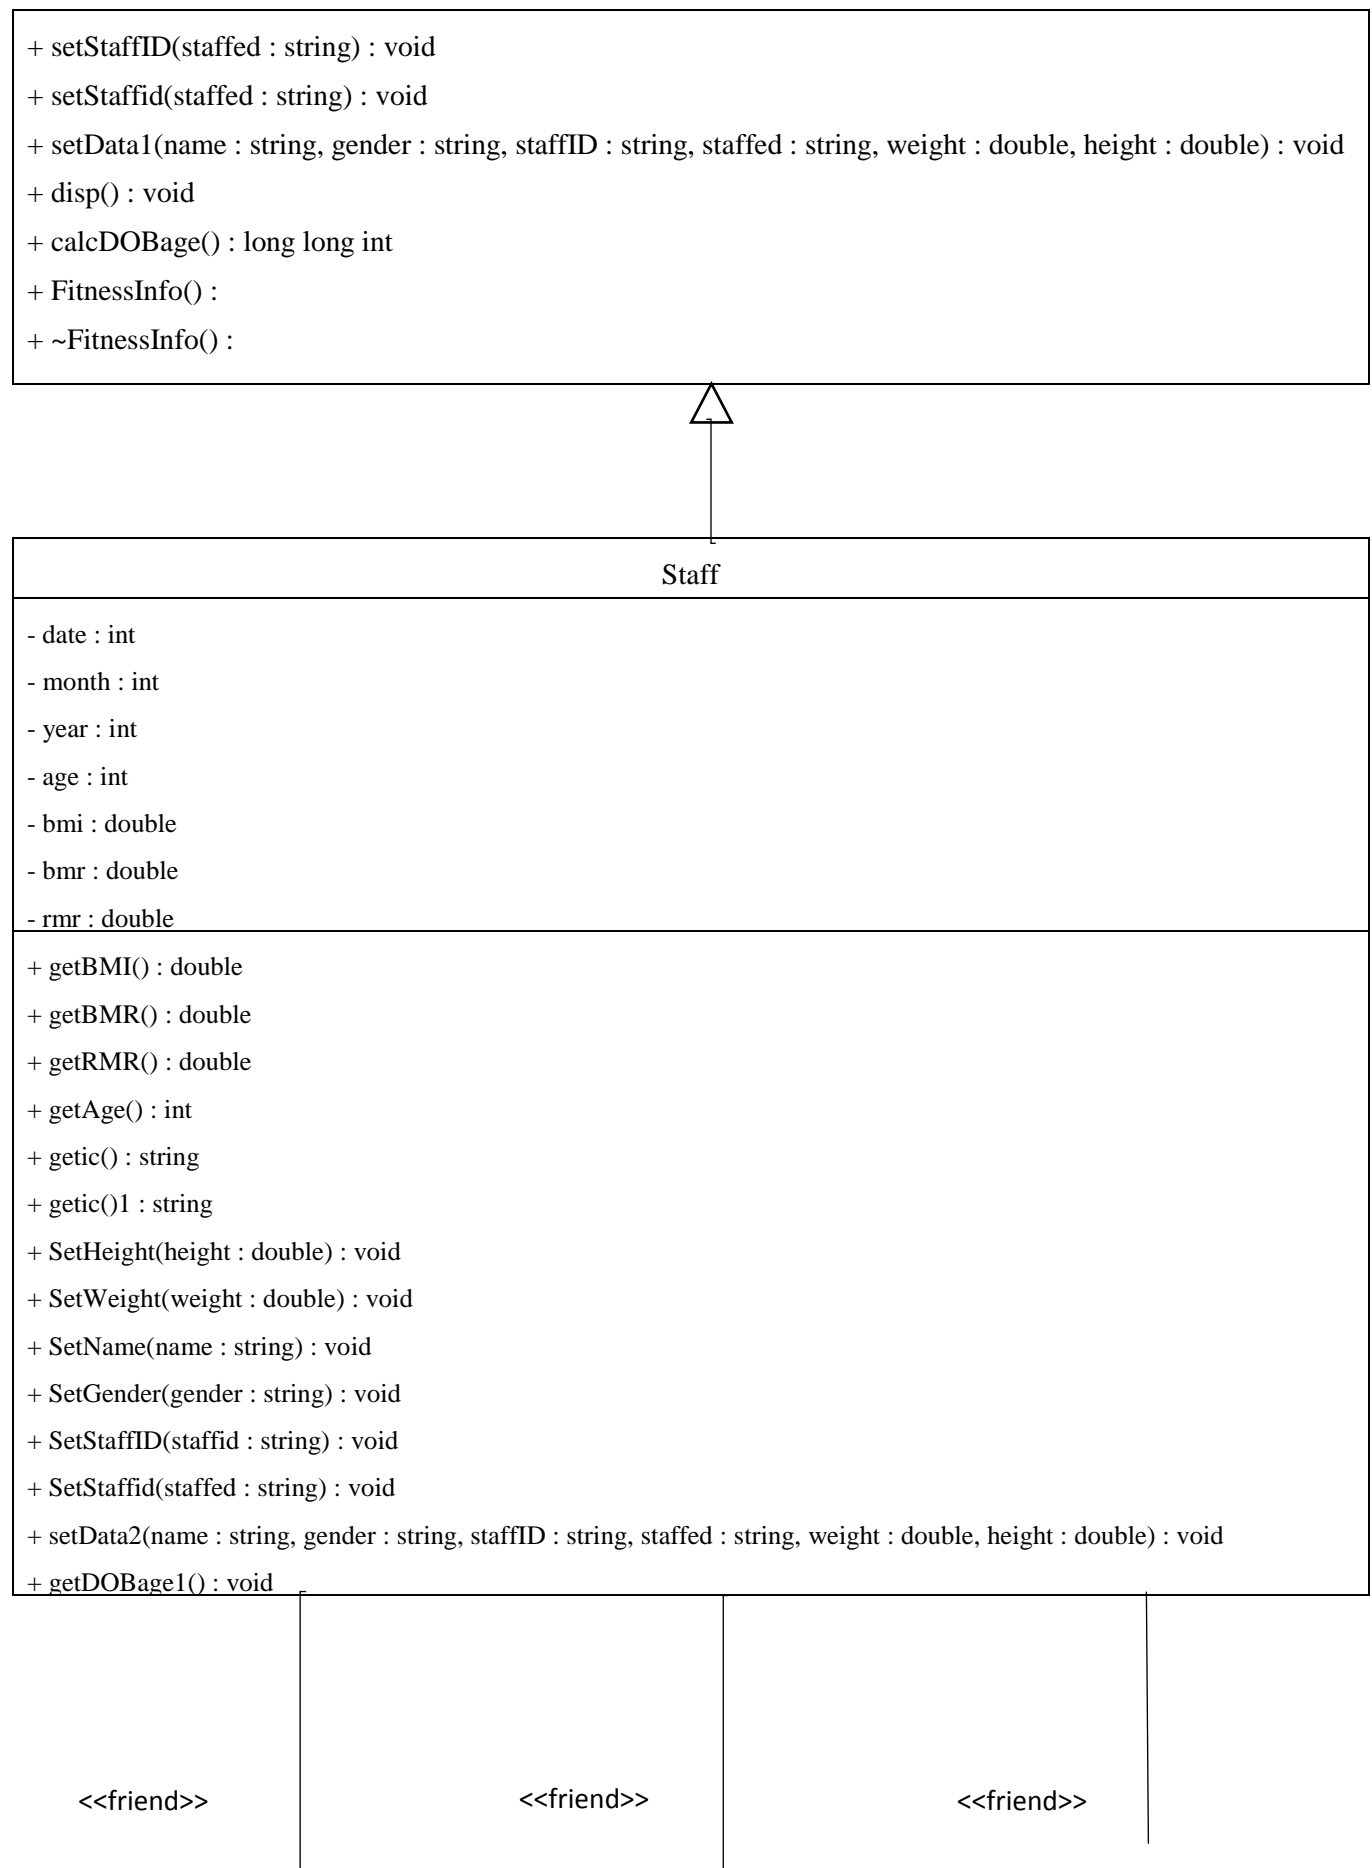 + setStaffID(staffed : string) : void
+ setStaffid(staffed : string) : void
+ setData1(name : string, gender : string, staffID : string, staffed : string, weight : double, height : double) : void
+ disp() : void
+ calcDOBage() : long long int
+ FitnessInfo() :
+ ~FitnessInfo() :
Staff
- date : int
- month : int
- year : int
- age : int
- bmi : double
- bmr : double
- rmr : double
+ getBMI() : double
+ getBMR() : double
+ getRMR() : double
+ getAge() : int
+ getic() : string
+ getic()1 : string
+ SetHeight(height : double) : void
+ SetWeight(weight : double) : void
+ SetName(name : string) : void
+ SetGender(gender : string) : void
+ SetStaffID(staffid : string) : void
+ SetStaffid(staffed : string) : void
+ setData2(name : string, gender : string, staffID : string, staffed : string, weight : double, height : double) : void
+ getDOBage1() : void
<<friend>> <<friend>> <<friend>>